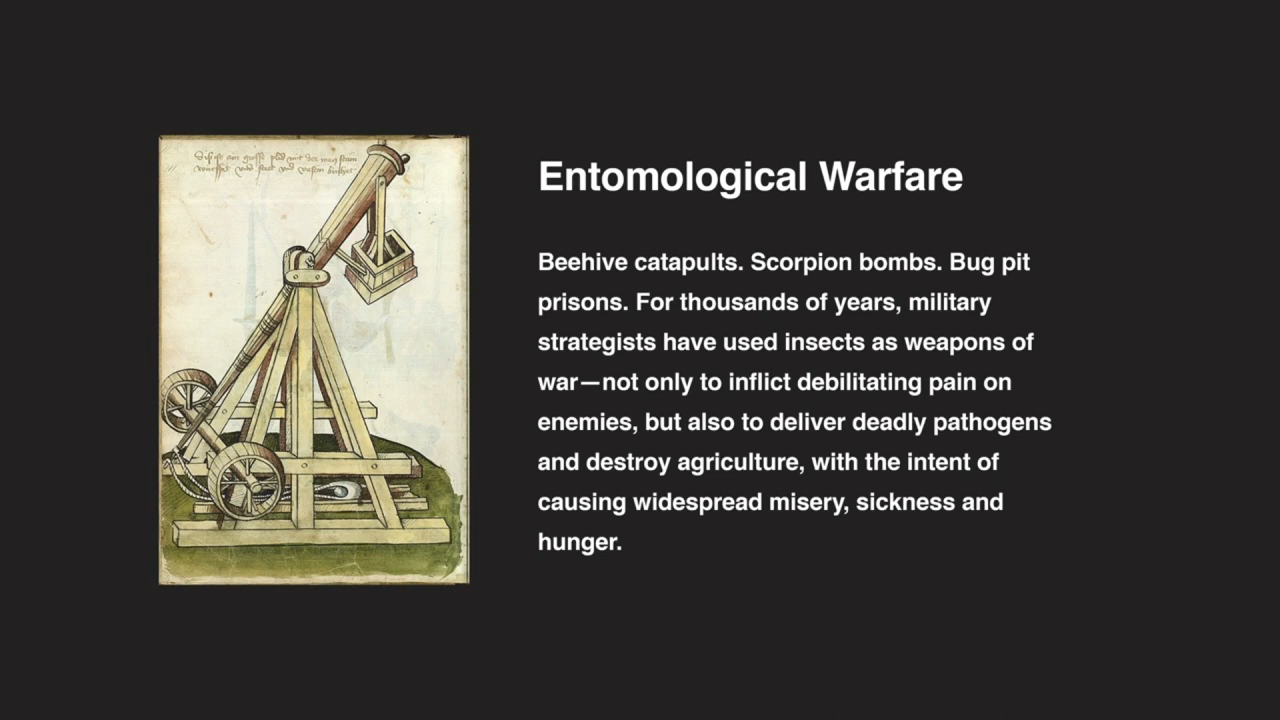 Entomological Warfare
Beehive catapults. Scorpion bombs. Bug pit
prisons. For thousands of years, military
strategists have used insects as weapons of
war—not only to inflict debilitating pain on
enemies, but also to deliver deadly pathogens
and destroy agriculture, with the intent of
causing widespread misery, sickness and
hunger.